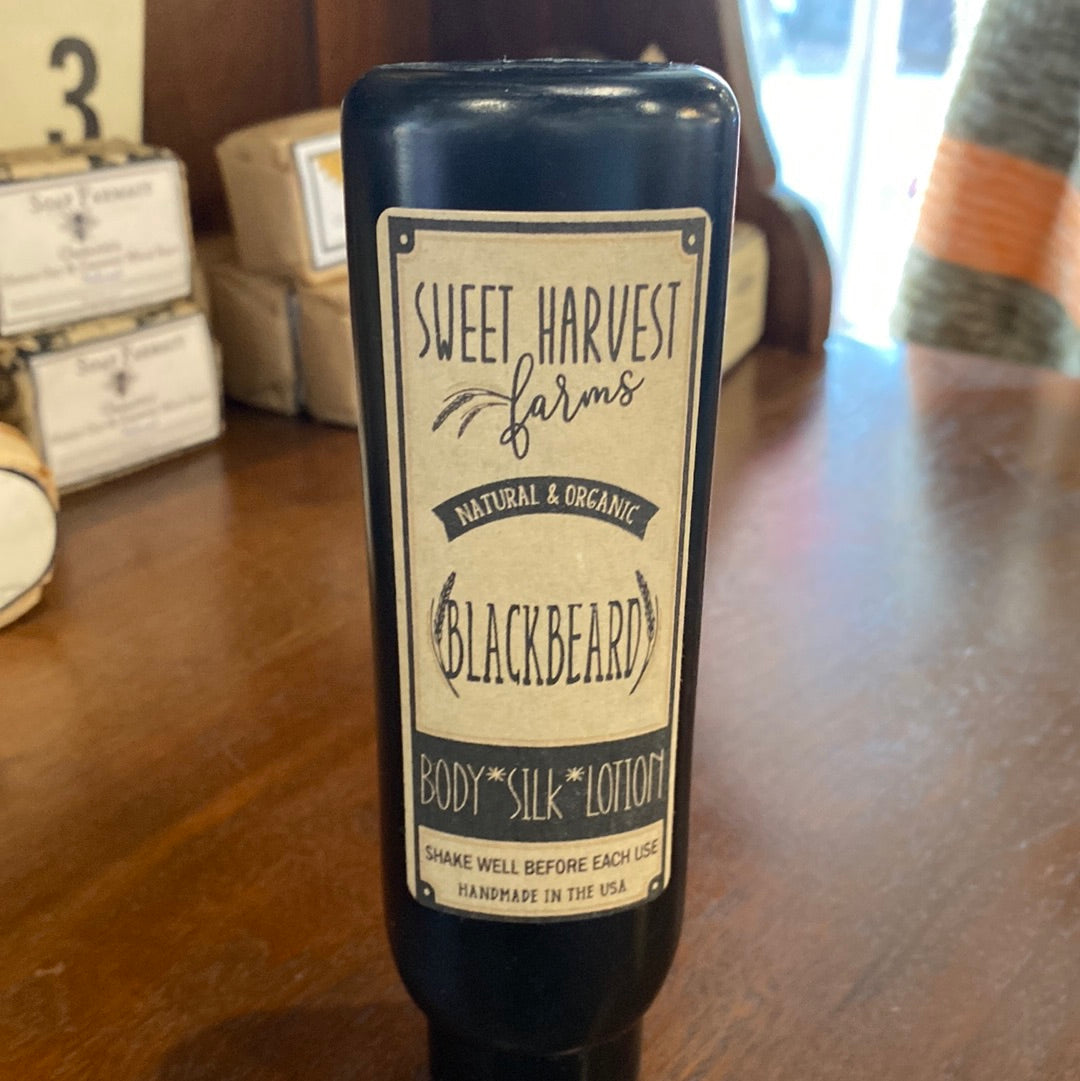 3
SWEET HARVEST
farms
NATURAL & ORGANIC
BLACKBEARD
BODY*SILK*LOTION
SHAKE WELL BEFORE EACH USE
HANDMADE IN THE USA